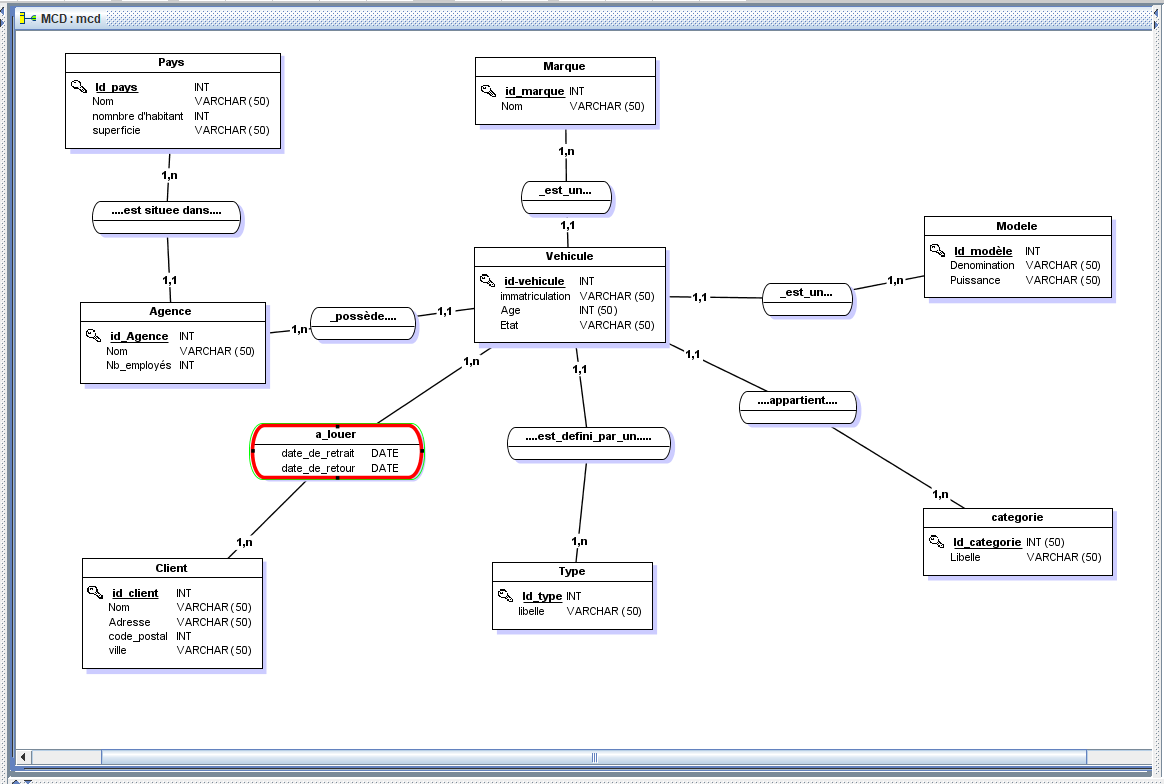 MCD : mcd
Pays
Id_pays INT
Nom VARCHAR (50)
nomnbre d'habitant INT
superficie VARCHAR (50)
Marque
id_marque INT
Nom VARCHAR (50)
1,n
1,n
_est_un...
....est situee dans....
1,1
Modele
Id_modèle INT
Denomination VARCHAR (50)
Puissance VARCHAR (50)
Vehicule
id-vehicule INT
immatriculation VARCHAR (50)
Age INT (50)
Etat VARCHAR (50)
1,1
1,n
_est_un...
1,1
Agence
id_Agence INT
Nom VARCHAR (50)
Nb_employés INT
1,n
_possède....
1,1
1,n
1,1
1,1
....appartient....
a_louer
date_de_retrait DATE
date_de_retour DATE
....est_defini_par_un.....
1,n
1,n
1,n
categorie
Id_categorie INT (50)
Libelle VARCHAR (50)
Client
id_client INT
Nom VARCHAR (50)
Adresse VARCHAR (50)
code_postal INT
ville VARCHAR (50)
Type
Id_type INT
libelle VARCHAR (50)